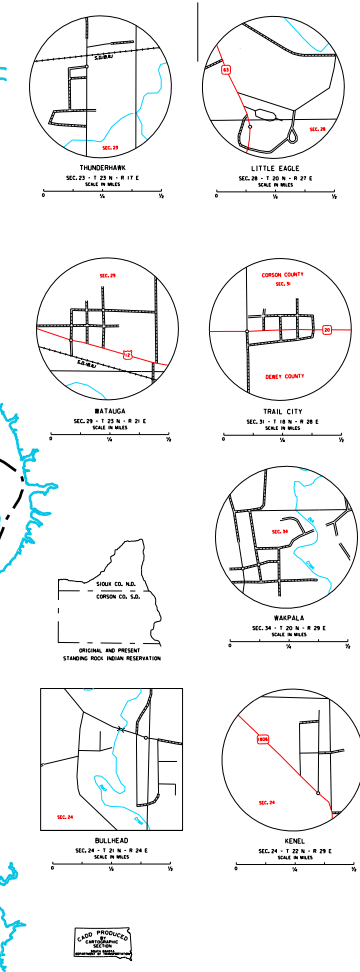 S.D./B.N.I
SEC. 23
THUNDERHAWK
SEC. 23 - T 23 N - R 17 E
SCALE IN MILES
0 ¼ ½
63
SEC. 28
LITTLE EAGLE
SEC. 28 - T 20 N - R 27 E
SCALE IN MILES
0 ¼ ½
SEC. 29
12
WATAUGA
SEC. 29 - T 23 N - R 21 E
SCALE IN MILES
0 ¼ ½
CORSON COUNTY
SEC. 31
20
DEWEY COUNTY
TRAIL CITY
SEC. 31 - T 18 N - R 28 E
SCALE IN MILES
0 ¼ ½
SEC. 34
Creek
WAKPALA
SEC. 34 - T 20 N - R 29 E
SCALE IN MILES
0 ¼ ½
SIOUX CO. N.D.
CORSON CO. S.D.
ORIGINAL AND PRESENT
STANDING ROCK INDIAN RESERVATION
SEC. 24
BULLHEAD
SEC. 24 - T 21 N - R 24 E
SCALE IN MILES
0 ¼ ½
1806
SEC. 24
KENEL
SEC. 24 - T 22 N - R 29 E
SCALE IN MILES
0 ¼ ½
CADD PRODUCED
BY
CARTOGRAPHIC
SECTION
SOUTH DAKOTA
DEPARTMENT OF TRANSPORTATION